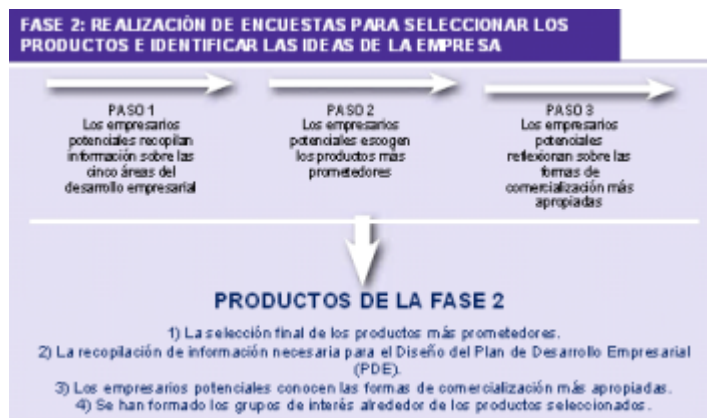 FASE 2: REALIZACIÒN DE ENCUESTAS PARA SELECCIONAR LOS
PRODUCTOS E IDENTIFICAR LAS IDEAS DE LA EMPRESA
PASO 1
Los empresarios
potenciales recopilan
información sobre las
cinco áreas del
desarrollo empresarial
PASO 2
Los empresarios
potenciales escogen
los productos más
prometedores
PASO 3
Los empresarios
potenciales
reflexionan sobre las
formas de
comercialización más
apropiadas
PRODUCTOS DE LA FASE 2
1) La selección final de los productos más prometedores.
2) La recopilación de información necesaria para el Diseño del Plan de Desarrollo Empresarial
(PDE).
3) Los empresarios potenciales conocen las formas de comercialización más apropiadas.
4) Se han formado los grupos de interés alrededor de los productos seleccionados.